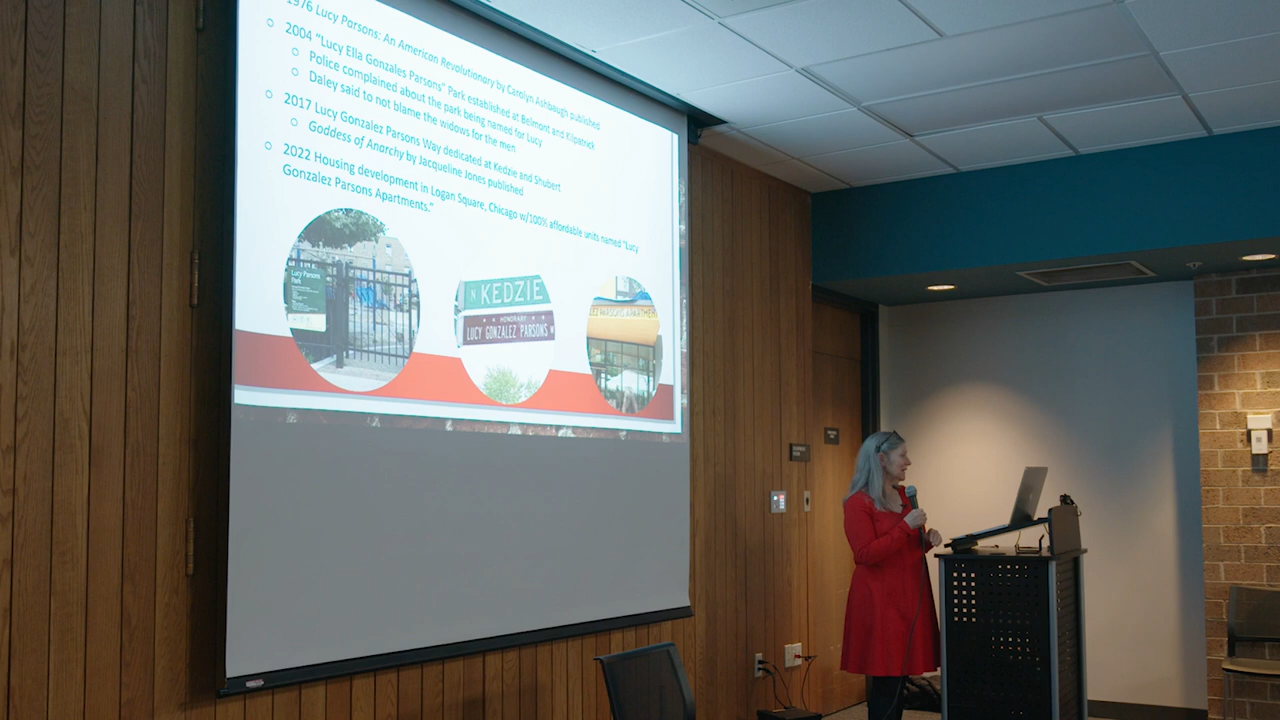 1976 Lucy Parsons: An American Revolutionary by Carolyn Ashbaugh published
2004 “Lucy Ella Gonzales Parsons” Park established at Belmont and Kilpatrick
Police complained about the park being named for Lucy
Daley said to not blame the widows for the men
2017 Lucy Gonzalez Parsons Way dedicated at Kedzie and Shubert
Goddess of Anarchy by Jacqueline Jones published
2022 Housing development in Logan Square, Chicago w/100% affordable units named “Lucy
Gonzalez Parsons Apartments.”
Lucy Parsons
Park
N KEDZIE
HONORARY
LUCY GONZALEZ PARSONS W